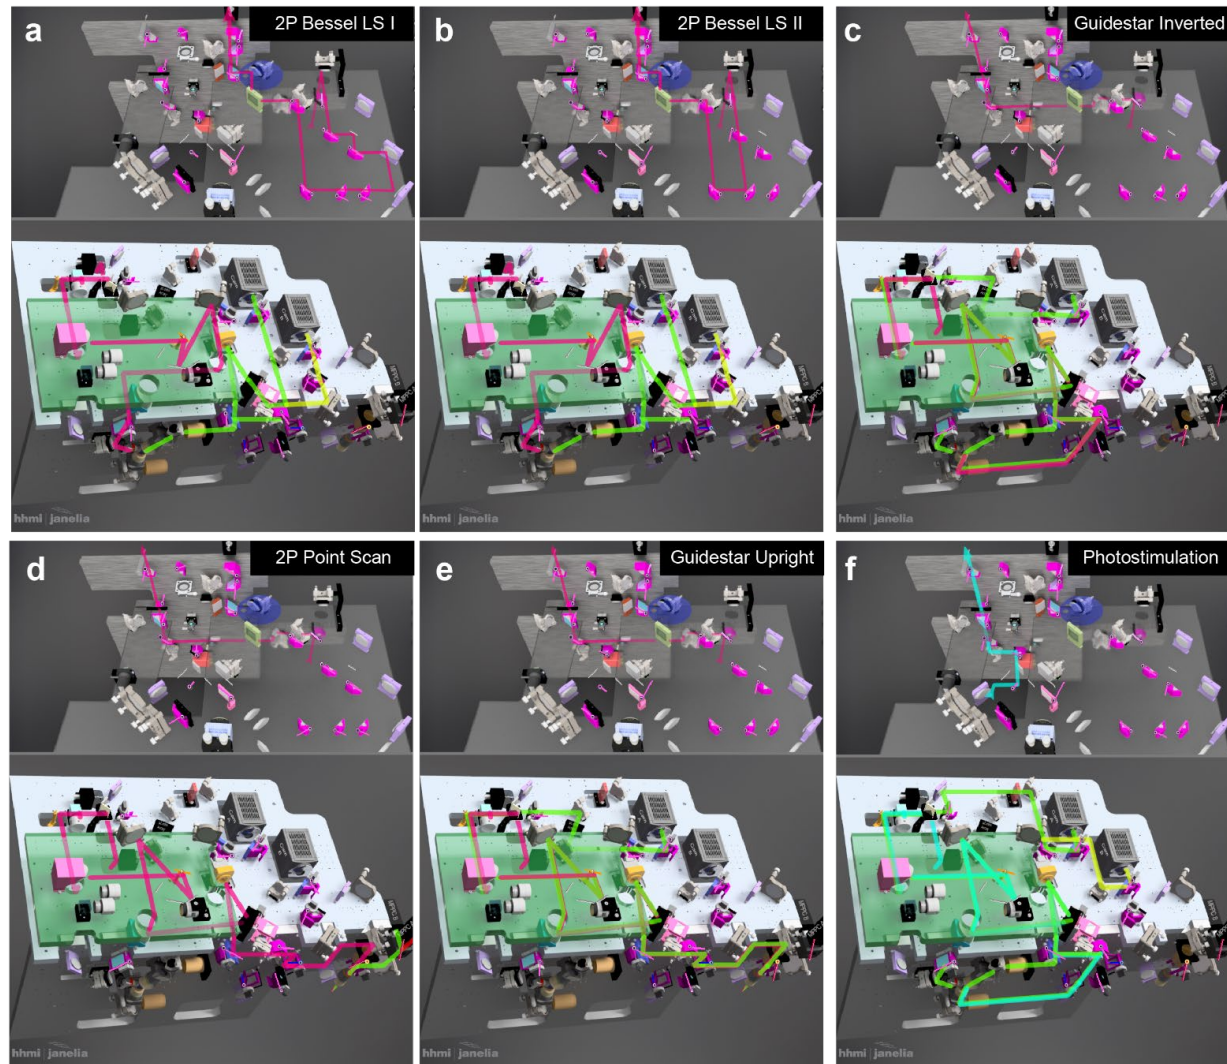 a
2P Bessel LS I
b
2P Bessel LS II
c
Guidestar Inverted
hhmi | janelia
hhmi | janelia
hhmi | janelia
d
2P Point Scan
e
Guidestar Upright
f
Photostimulation
hhmi | janelia
hhmi | janelia
hhmi | janelia